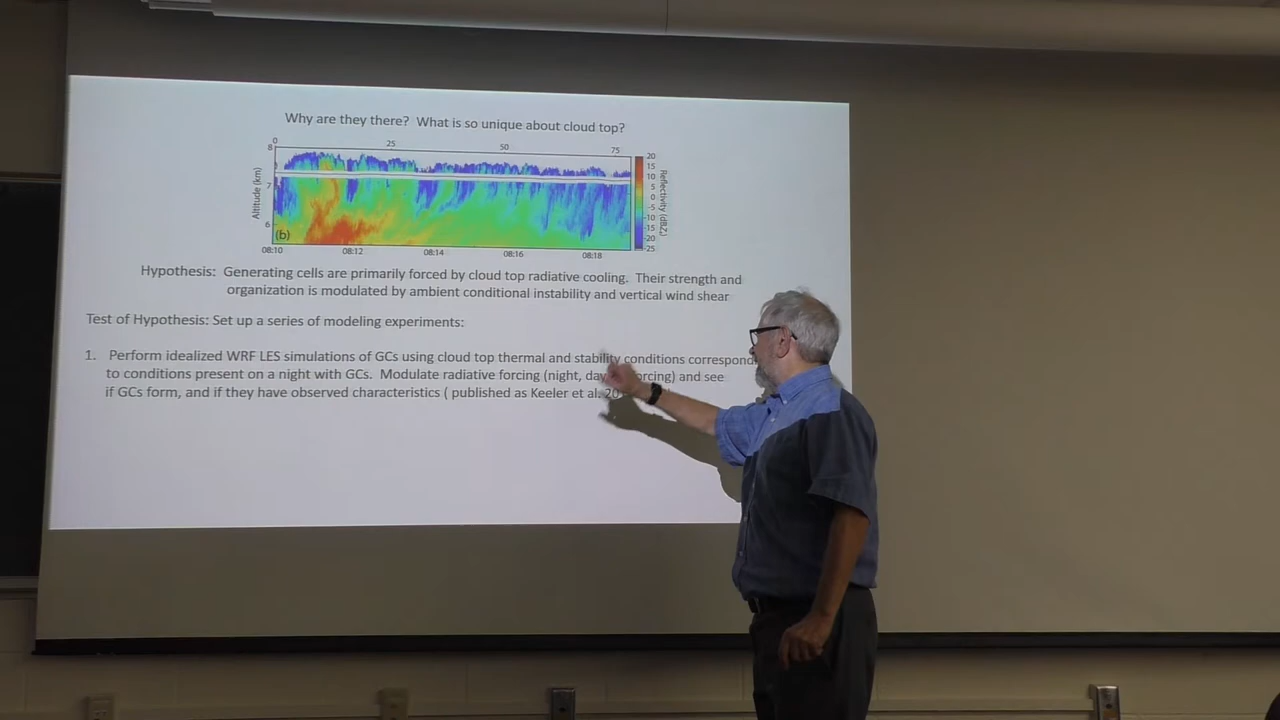 Why are they there? What is so unique about cloud top?
0 25 50 75
8
7
6
Altitude (km)
(b)
08:10 08:12 08:14 08:16 08:18
20
15
10
5
0
-5
-10
-15
-20
-25
Reflectivity (dBZ)
Hypothesis: Generating cells are primarily forced by cloud top radiative cooling. Their strength and
organization is modulated by ambient conditional instability and vertical wind shear
Test of Hypothesis: Set up a series of modeling experiments:
1. Perform idealized WRF LES simulations of GCs using cloud top thermal and stability conditions correspond
to conditions present on a night with GCs. Modulate radiative forcing (night, day forcing) and see
if GCs form, and if they have observed characteristics ( published as Keeler et al.